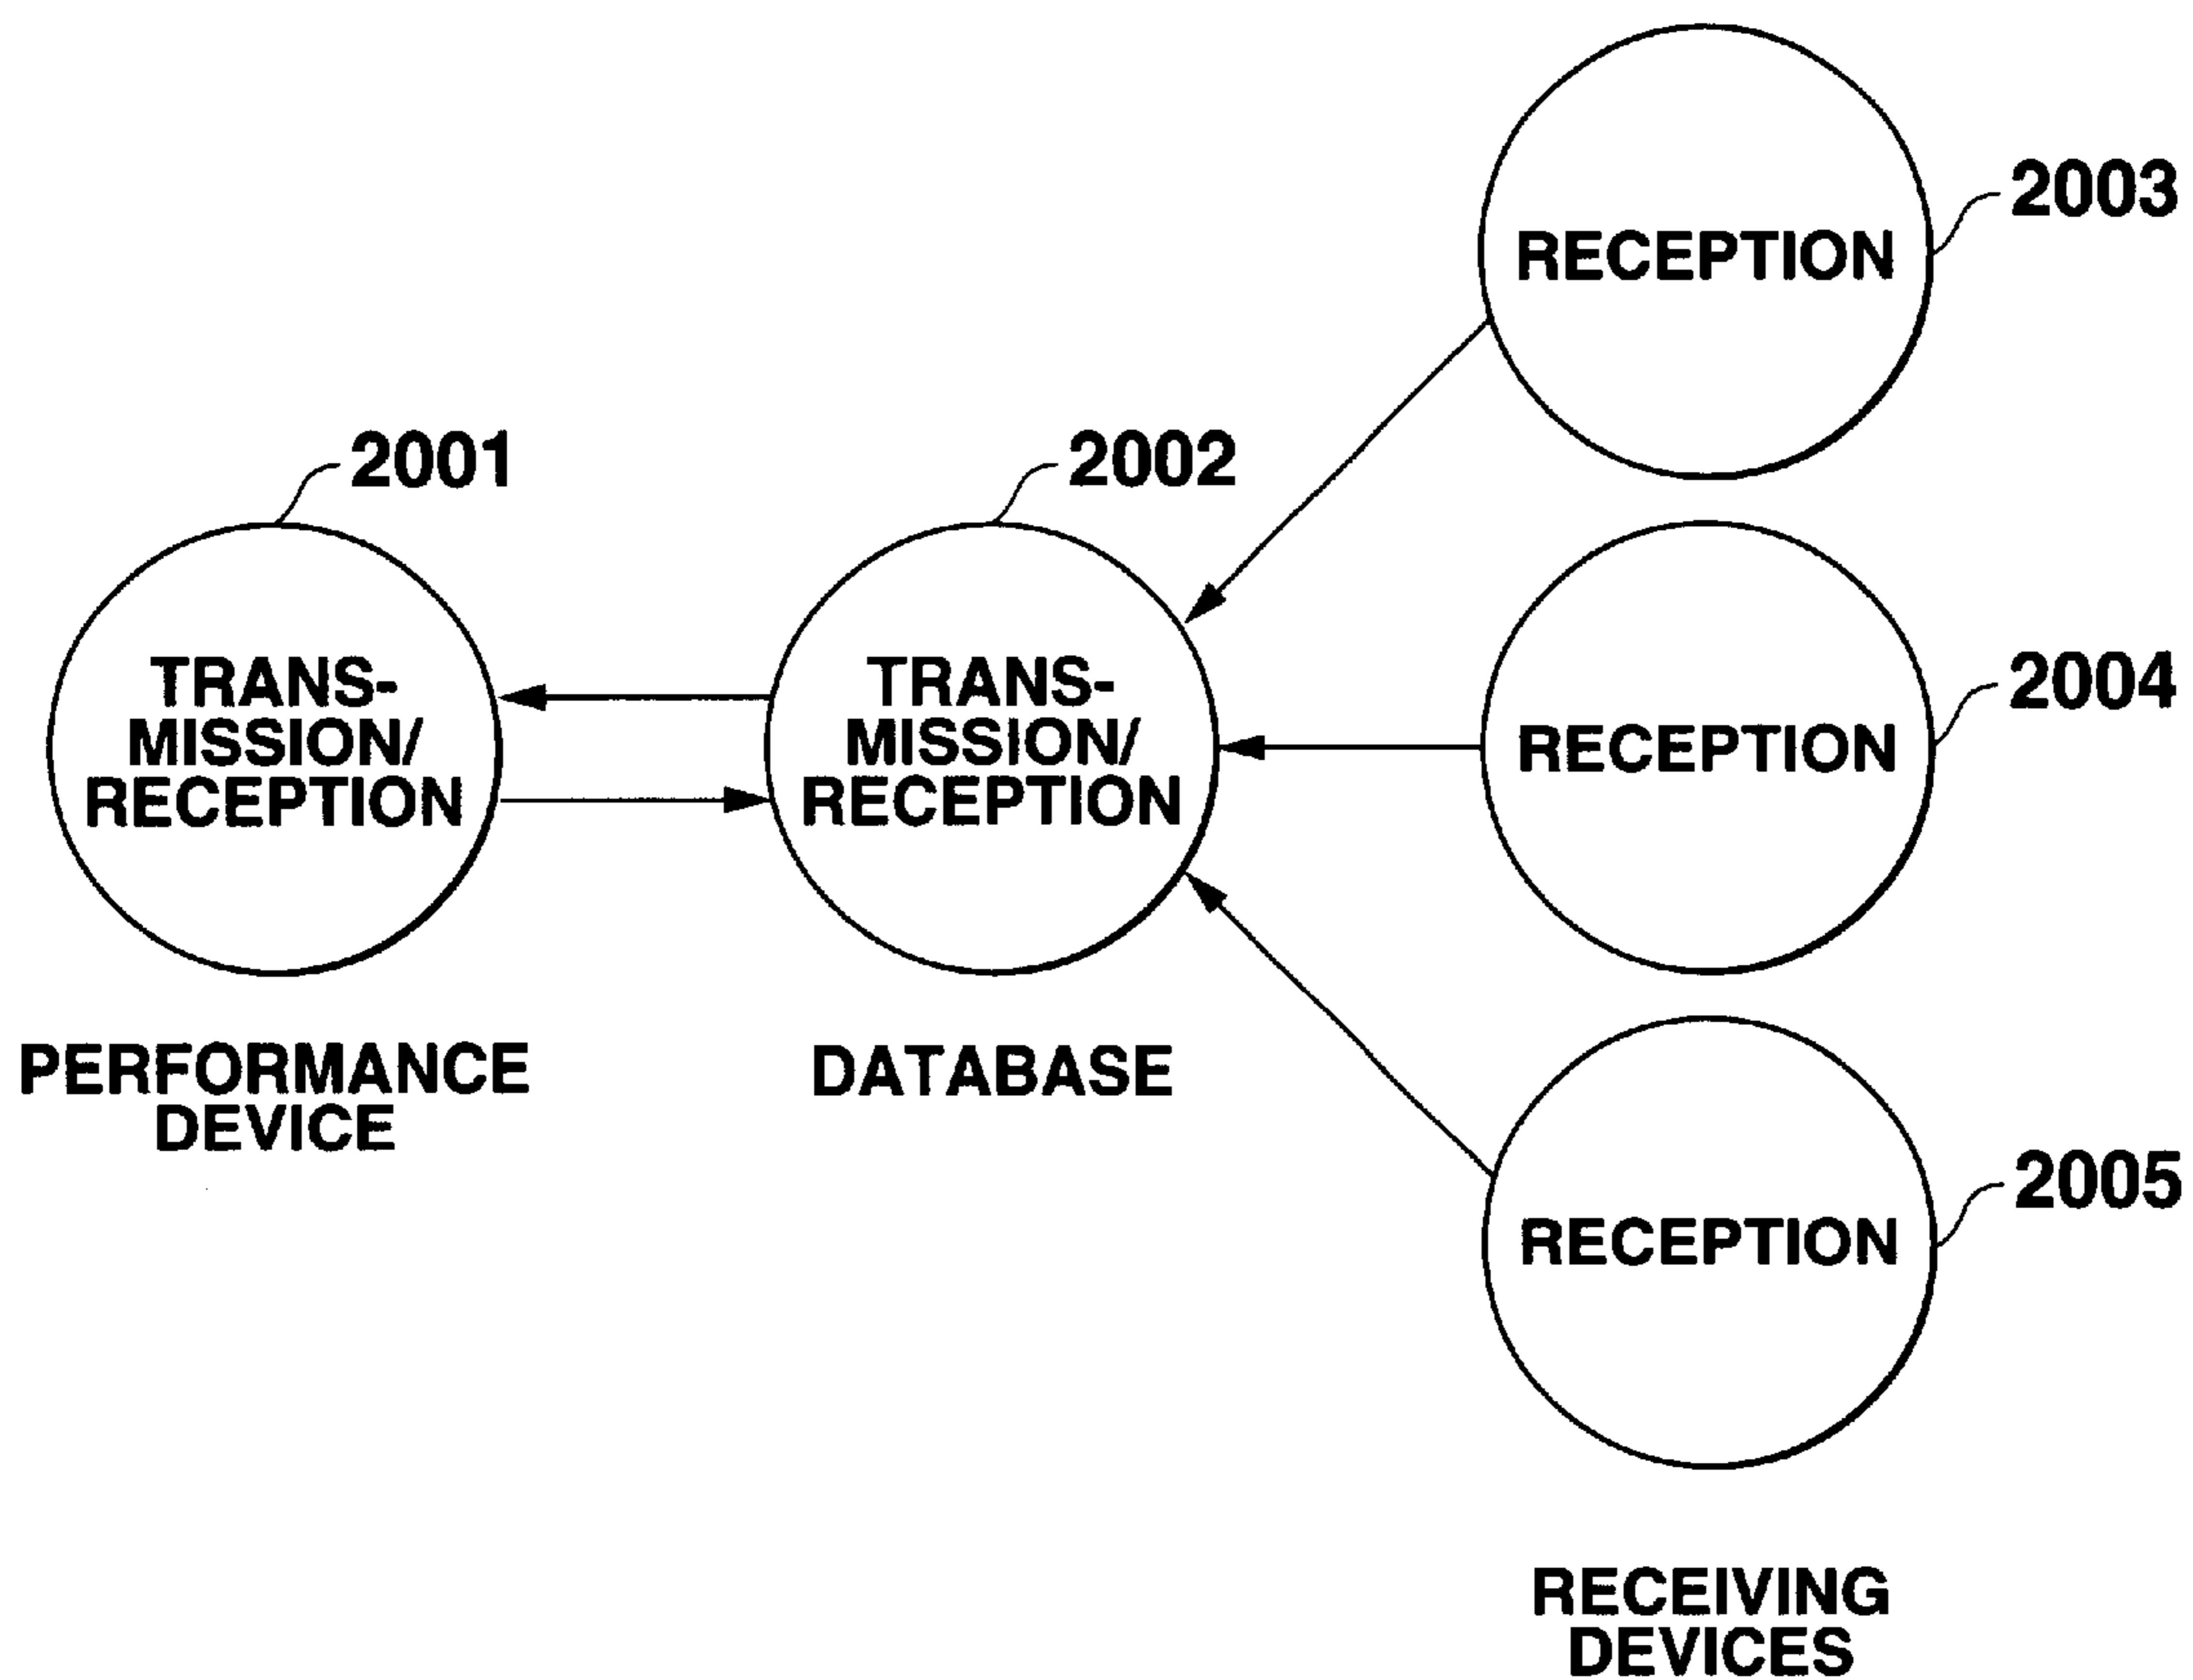 2003
RECEPTION
2001
2002
TRANS-
MISSION/
RECEPTION
TRANS-
MISSION/
RECEPTION
2004
RECEPTION
PERFORMANCE
DEVICE
DATABASE
2005
RECEPTION
RECEIVING
DEVICES